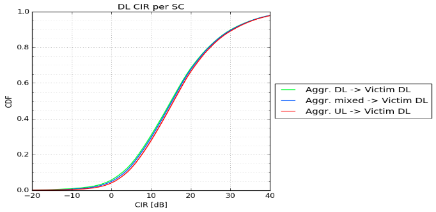 DL CIR per SC
1.0
0.8
0.6
0.4
0.2
0.0
CDF
−20 −10 0 10 20 30 40
CIR [dB]
Aggr. DL -> Victim DL
Aggr. mixed -> Victim DL
Aggr. UL -> Victim DL